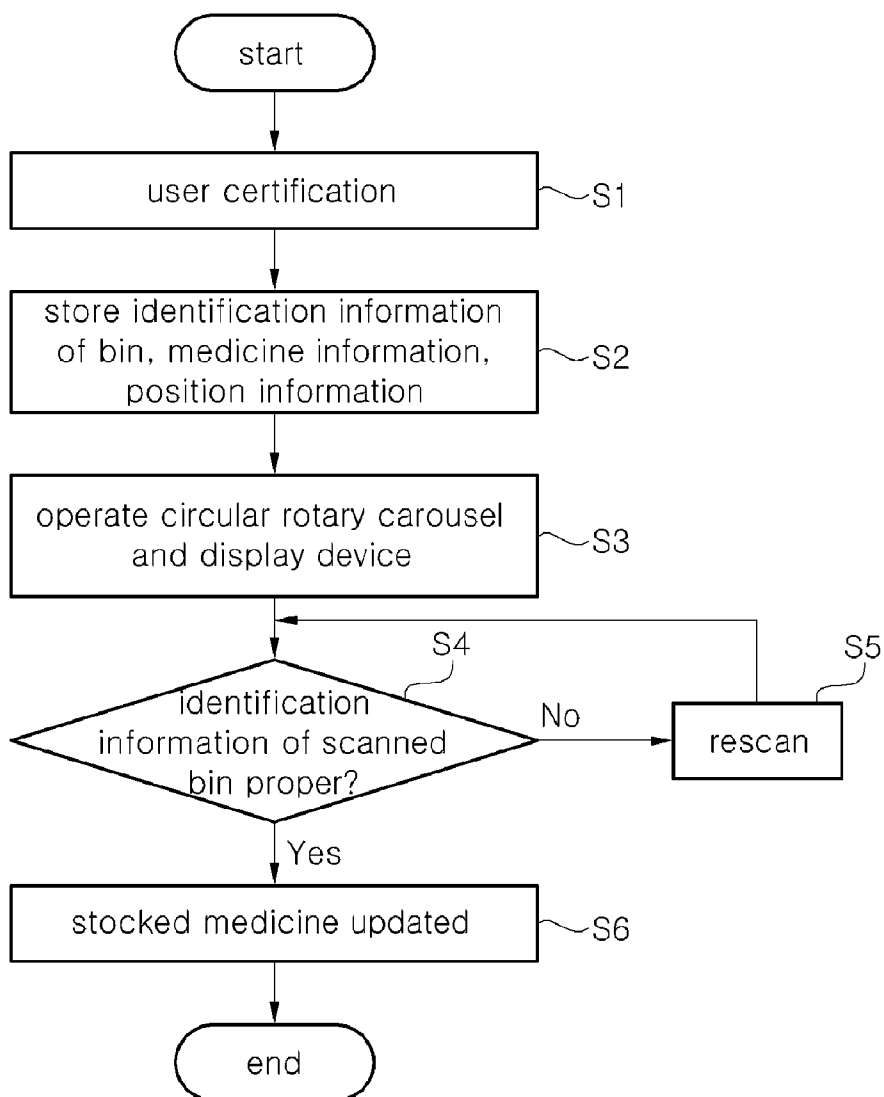 start
user certification
S1
store identification information
of bin, medicine information,
position information
S2
operate circular rotary carousel
and display device
S3
S4
identification
information of scanned
bin proper?
No
S5
rescan
Yes
stocked medicine updated
S6
end